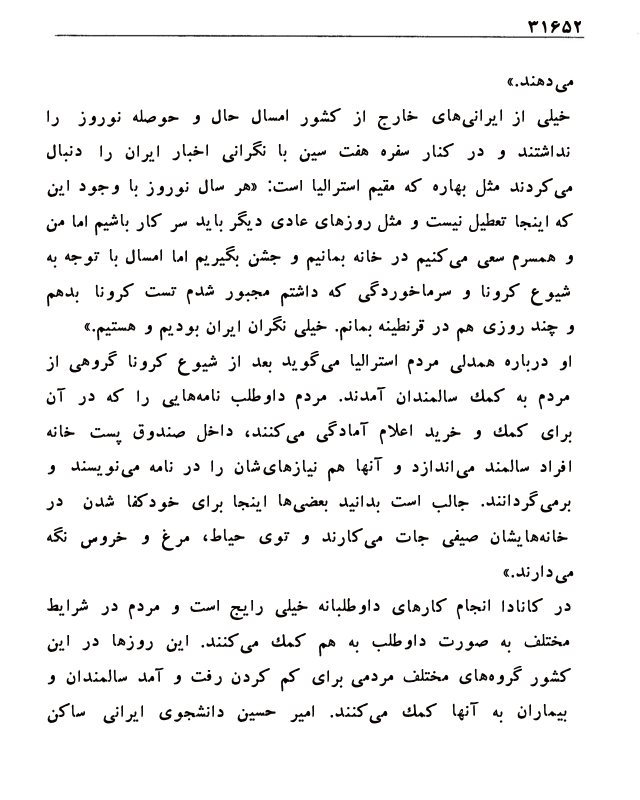 ۳۱۶۵۲
می‌دهند.»
خیلی از ایرانی‌های خارج از کشور امسال حال و حوصله نوروز را
نداشتند و در کنار سفره هفت سین با نگرانی اخبار ایران را دنبال
می‌کردند مثل بهاره که مقیم استرالیا است: «هر سال نوروز با وجود این
که اینجا تعطیل نیست و مثل روزهای عادی دیگر باید سر کار باشیم اما من
و همسرم سعی می‌کنیم در خانه بمانیم و جشن بگیریم اما امسال با توجه به
شیوع کرونا و سرماخوردگی که داشتم مجبور شدم تست کرونا بدهم
و چند روزی هم در قرنطینه بمانم. خیلی نگران ایران بودیم و هستیم.»
او درباره همدلی مردم استرالیا می‌گوید بعد از شیوع کرونا گروهی از
مردم به کمك سالمندان آمدند. مردم داوطلب نامه‌هایی را که در آن
برای کمك و خرید اعلام آمادگی می‌کنند، داخل صندوق پست خانه
افراد سالمند می‌اندازد و آنها هم نیازهای‌شان را در نامه می‌نویسند و
برمی‌گردانند. جالب است بدانید بعضی‌ها اینجا برای خودکفا شدن در
خانه‌هایشان صیفی جات می‌کارند و توی حیاط، مرغ و خروس نگه
می‌دارند.»
در کانادا انجام کارهای داوطلبانه خیلی رایج است و مردم در شرایط
مختلف به صورت داوطلب به هم کمك می‌کنند. این روزها در این
کشور گروه‌های مختلف مردمی برای کم کردن رفت و آمد سالمندان و
بیماران به آنها کمك می‌کنند. امیر حسین دانشجوی ایرانی ساکن